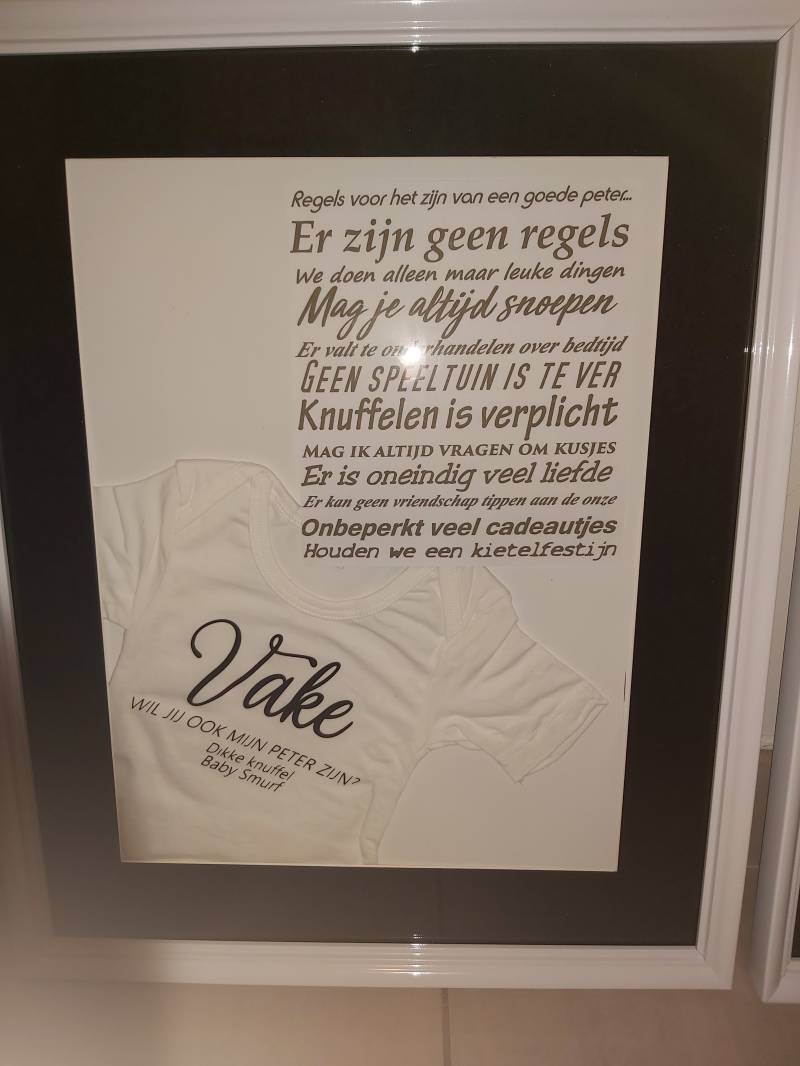 Regels voor het zijn van een goede peter...
Er zijn geen regels
We doen alleen maar leuke dingen
Mag je altijd snoepen
Er valt te onderhandelen over bedtijd
GEEN SPEELTUIN IS TE VER
Knuffelen is verplicht
MAG IK ALTIJD VRAGEN OM KUSJES
Er is oneindig veel liefde
Er kan geen vriendschap tippen aan de onze
Onbeperkt veel cadeautjes
Houden we een kietelfestijn
Vake
WIL JIJ OOK MIJN PETER ZIJN?
Dikke knuffel
Baby Smurf